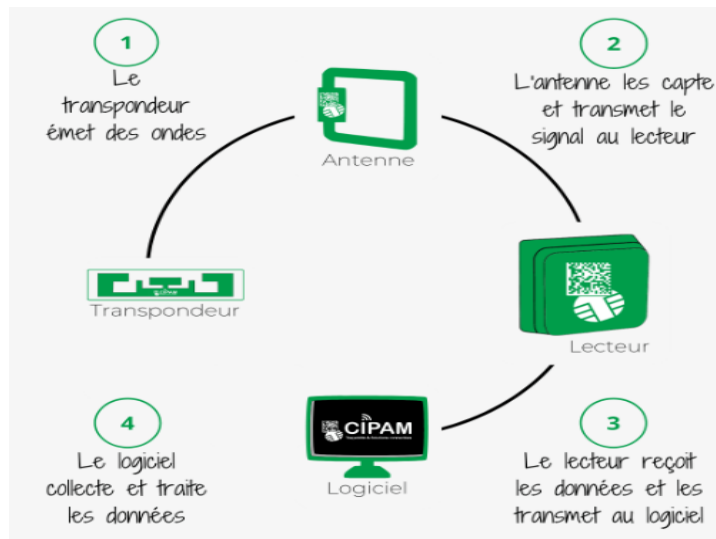 1
Le
transpondeur
émet des ondes
Antenne
2
L'antenne les capte
et transmet le
signal au lecteur
Transpondeur
Lecteur
4
Le logiciel
collecte et traite
les données
CIPAM
Logiciel
3
Le lecteur reçoit
les données et les
transmet au logiciel